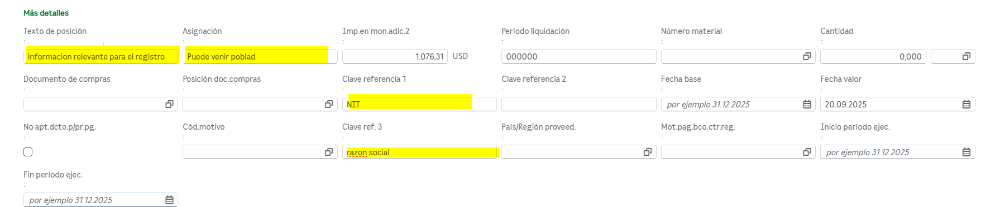 Más detalles
Texto de posición Asignación Imp.en mon.adic.2 Período liquidación Número material Cantidad
: : : : : :
informacion relevante para el registro Puede venir poblad 1.076,31 USD 000000 0,000
Documento de compras Posición doc.compras Clave referencia 1 Clave referencia 2 Fecha base Fecha valor
: : : : : :
NIT por ejemplo 31.12.2025 20.09.2025
No apt.dcto.p/pr.pg. Cód.motivo Clave ref. 3 País/Región proveed. Mot.pag.bco.ctr.reg. Inicio período ejec.
: : : : : :
razon social por ejemplo 31.12.2025
Fin período ejec.
:
por ejemplo 31.12.2025